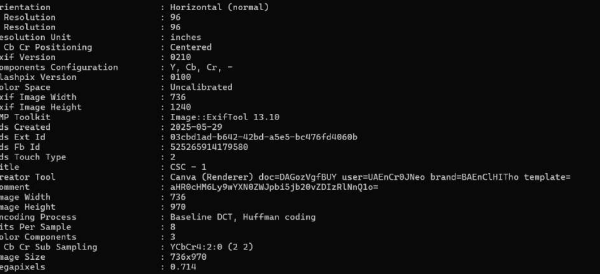 rientation : Horizontal (normal)
Resolution : 96
Resolution : 96
esolution Unit : inches
Cb Cr Positioning : Centered
xif Version : 0210
omponents Configuration : Y, Cb, Cr, -
lashpix Version : 0100
olor Space : Uncalibrated
xif Image Width : 736
xif Image Height : 1240
MP Toolkit : Image::ExifTool 13.10
ds Created : 2025-05-29
ds Ext Id : 03cbd1ad-b642-42bd-a5e5-bc476fd4060b
ds Fb Id : 525265914179580
ds Touch Type : 2
itle : CSC - 1
reator Tool : Canva (Renderer) doc=DAGozVgfBUY user=UAEnCr0JNeo brand=BAEnClHITho template=
omment : aHR0cHM6Ly9wYXN0ZWJpbi5jb20vZDIzRlNnQ1o=
mage Width : 736
mage Height : 970
ncoding Process : Baseline DCT, Huffman coding
its Per Sample : 8
olor Components : 3
Cb Cr Sub Sampling : YCbCr4:2:0 (2 2)
mage Size : 736x970
egapixels : 0.714